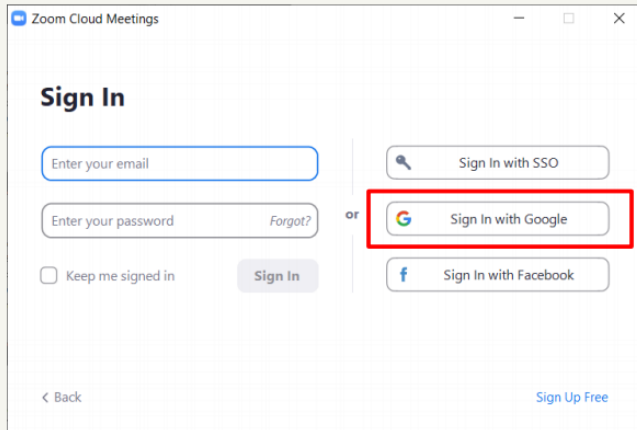 Zoom Cloud Meetings
Sign In
Enter your email
Enter your password Forgot?
Keep me signed in Sign In
or
Sign In with SSO
Sign In with Google
Sign In with Facebook
< Back
Sign Up Free